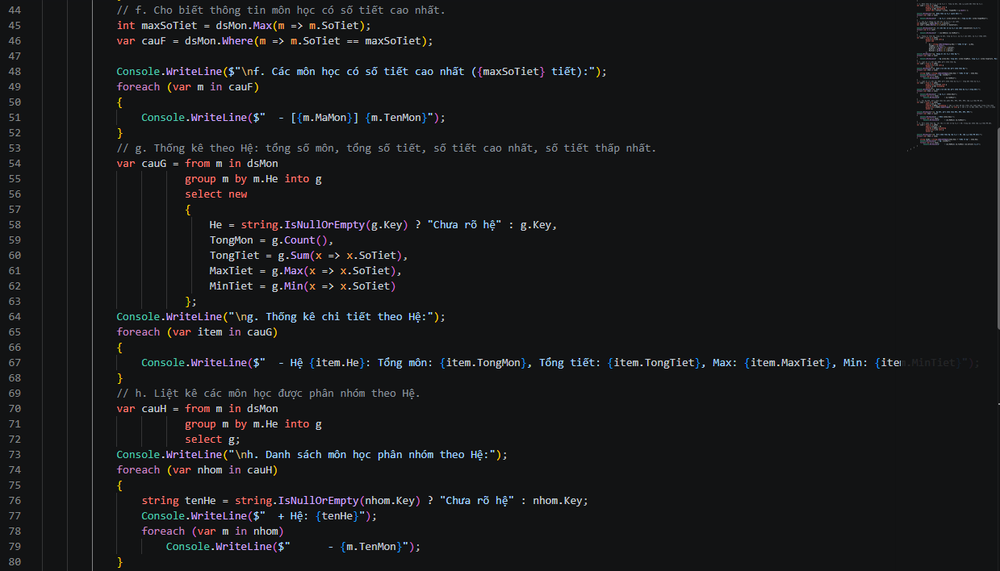 44 // f. Cho biết thông tin môn học có số tiết cao nhất.
45 int maxSoTiet = dsMon.Max(m => m.SoTiet);
46 var cauF = dsMon.Where(m => m.SoTiet == maxSoTiet);
47
48 Console.WriteLine($"\nf. Các môn học có số tiết cao nhất ({maxSoTiet} tiết):");
49 foreach (var m in cauF)
50 {
51 Console.WriteLine($"  - [{m.MaMon}] {m.TenMon}");
52 }
53 // g. Thống kê theo Hệ: tổng số môn, tổng số tiết, số tiết cao nhất, số tiết thấp nhất.
54 var cauG = from m in dsMon
55 group m by m.He into g
56 select new
57 {
58 He = string.IsNullOrEmpty(g.Key) ? "Chưa rõ hệ" : g.Key,
59 TongMon = g.Count(),
60 TongTiet = g.Sum(x => x.SoTiet),
61 MaxTiet = g.Max(x => x.SoTiet),
62 MinTiet = g.Min(x => x.SoTiet)
63 };
64 Console.WriteLine("\ng. Thống kê chi tiết theo Hệ:");
65 foreach (var item in cauG)
66 {
67 Console.WriteLine($"  - Hệ {item.He}: Tổng môn: {item.TongMon}, Tổng tiết: {item.TongTiet}, Max: {item.MaxTiet}, Min: {item.MinTiet}");
68 }
69 // h. Liệt kê các môn học được phân nhóm theo Hệ.
70 var cauH = from m in dsMon
71 group m by m.He into g
72 select g;
73 Console.WriteLine("\nh. Danh sách môn học phân nhóm theo Hệ:");
74 foreach (var nhom in cauH)
75 {
76 string tenHe = string.IsNullOrEmpty(nhom.Key) ? "Chưa rõ hệ" : nhom.Key;
77 Console.WriteLine($"  + Hệ: {tenHe}");
78 foreach (var m in nhom)
79 Console.WriteLine($"      - {m.TenMon}");
80 }